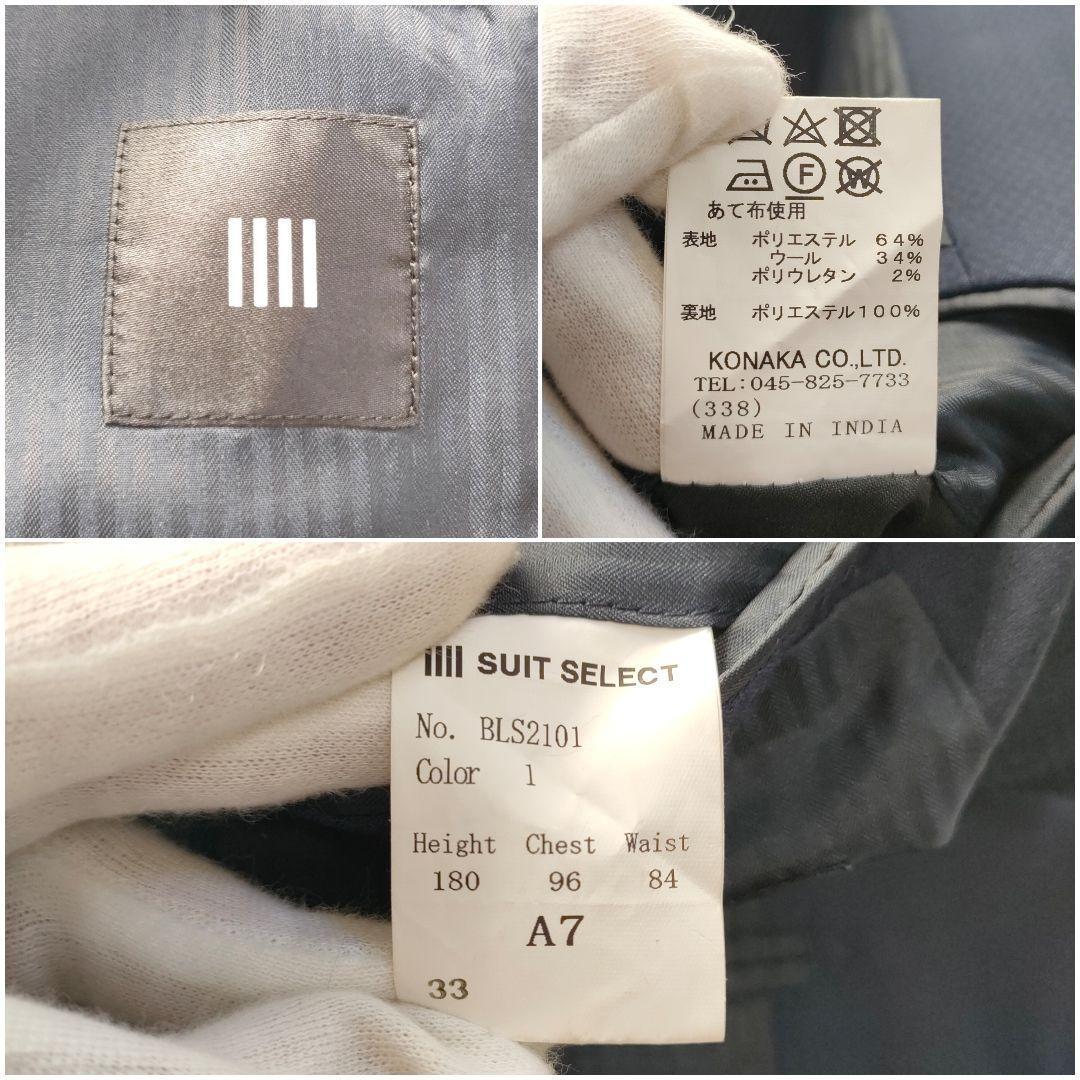 F
W
あて布使用
表地 ポリエステル 64%
ウール 34%
ポリウレタン 2%
裏地 ポリエステル100%
KONAKA CO.,LTD.
TEL:045-825-7733
(338)
MADE IN INDIA
SUIT SELECT
No. BLS2101
Color 1
Height Chest Waist
180 96 84
A7
33